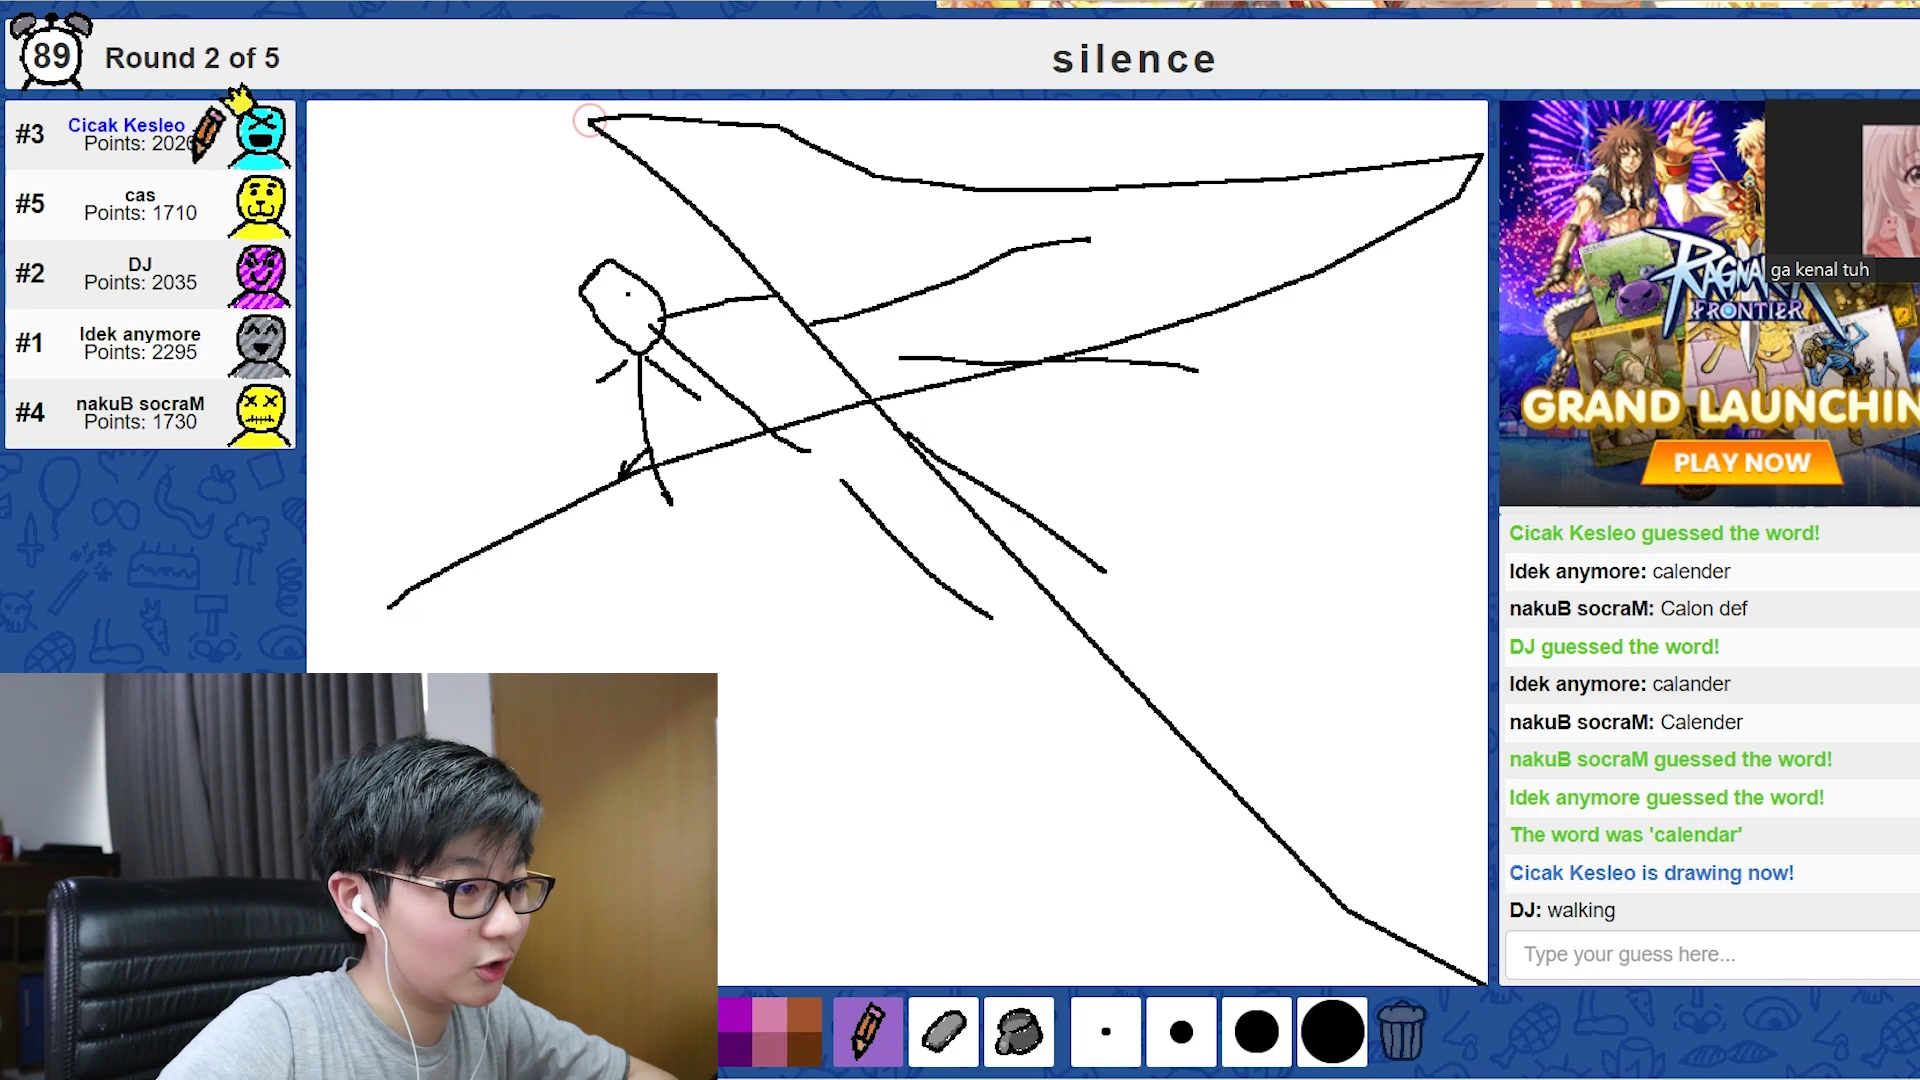 89
Round 2 of 5
silence
#3
Cicak Kesleo
Points: 2020
#5
cas
Points: 1710
#2
DJ
Points: 2035
#1
Idek anymore
Points: 2295
#4
nakuB socraM
Points: 1730
ga kenal tuh
FRONTIER
GRAND LAUNCHIN
PLAY NOW
Cicak Kesleo guessed the word!
Idek anymore: calender
nakuB socraM: Calon def
DJ guessed the word!
Idek anymore: calander
nakuB socraM: Calender
nakuB socraM guessed the word!
Idek anymore guessed the word!
The word was 'calendar'
Cicak Kesleo is drawing now!
DJ: walking
Type your guess here...